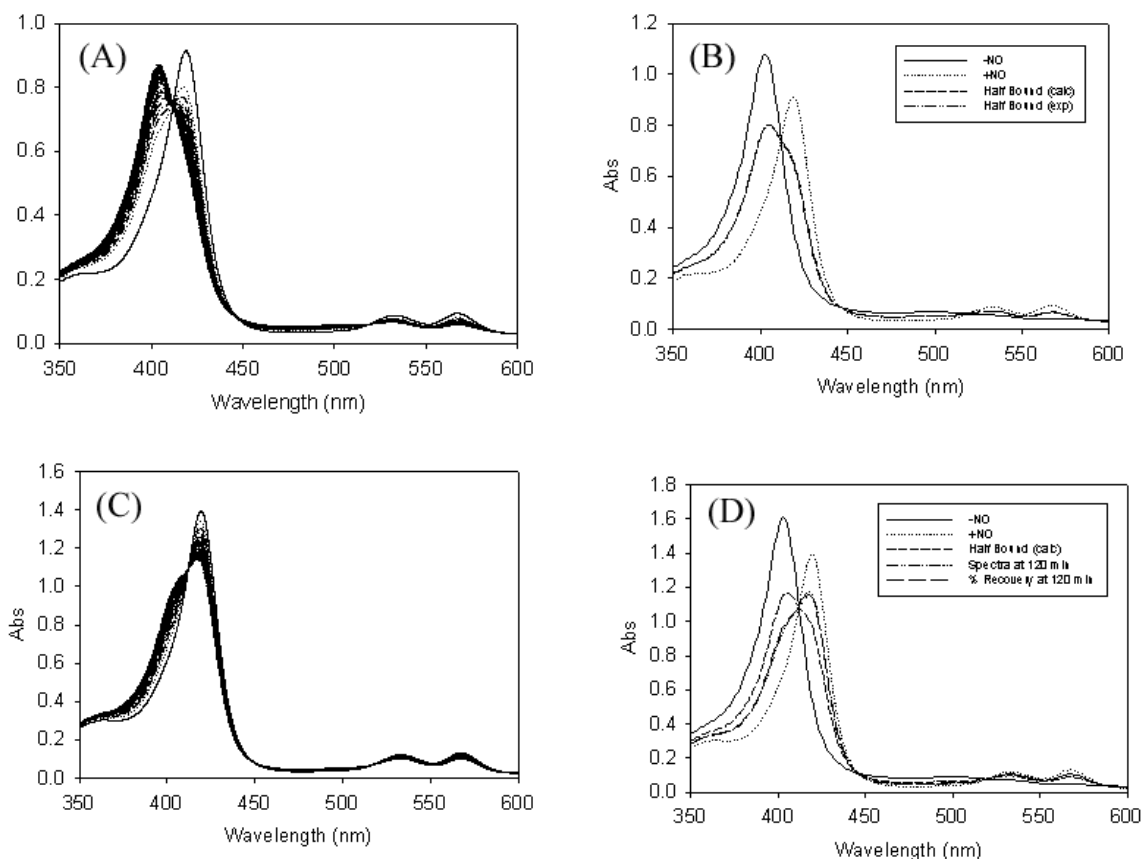 (A)
1.0
0.8
0.6
0.4
0.2
0.0
350 400 450 500 550 600
Wavelength (nm)
(B)
-NO
+NO
Half Bound (calc)
Half Bound (exp)
Abs
1.2
1.0
0.8
0.6
0.4
0.2
0.0
350 400 450 500 550 600
Wavelength (nm)
(C)
Abs
1.6
1.4
1.2
1.0
0.8
0.6
0.4
0.2
0.0
350 400 450 500 550 600
Wavelength (nm)
(D)
-NO
+NO
Half Bound (calc)
Spectra at 120 min
% Recovery at 120 min
Abs
1.8
1.6
1.4
1.2
1.0
0.8
0.6
0.4
0.2
0.0
350 400 450 500 550 600
Wavelength (nm)